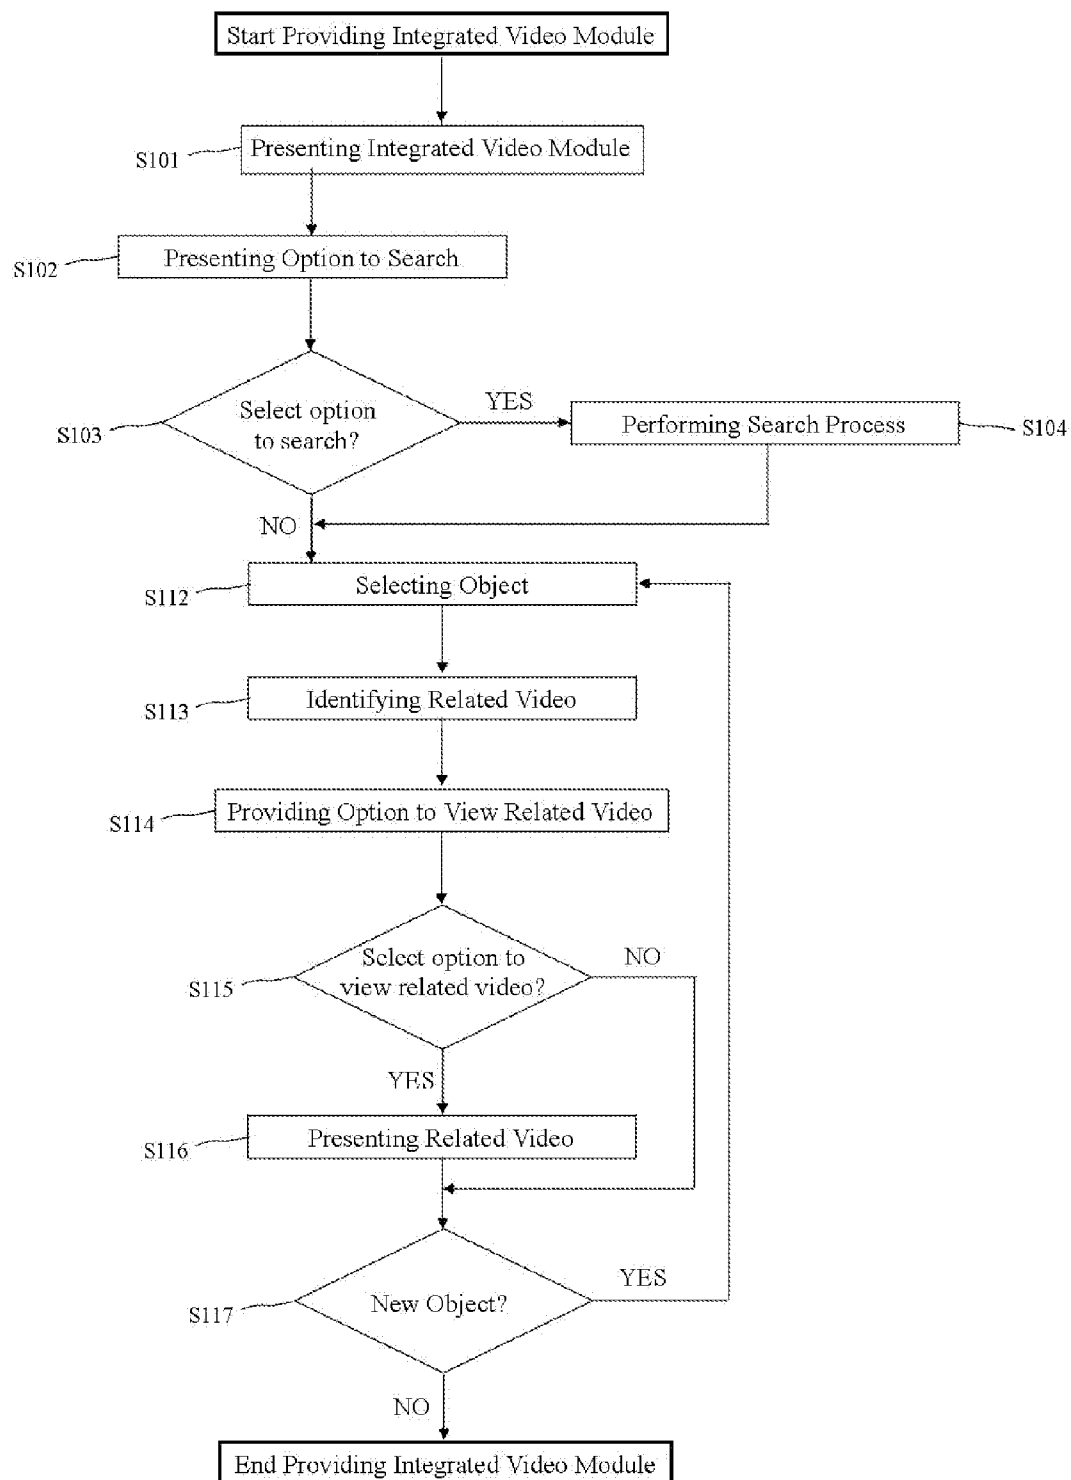 Start Providing Integrated Video Module
S101
Presenting Integrated Video Module
S102
Presenting Option to Search
S103
Select option
to search?
YES
Performing Search Process
S104
NO
S112
Selecting Object
S113
Identifying Related Video
S114
Providing Option to View Related Video
S115
Select option to
view related video?
NO
YES
S116
Presenting Related Video
S117
New Object?
YES
NO
End Providing Integrated Video Module